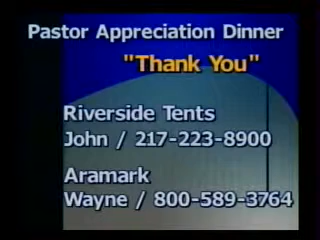 Pastor Appreciation Dinner
"Thank You"
Riverside Tents
John / 217-223-8900
Aramark
Wayne / 800-589-3764